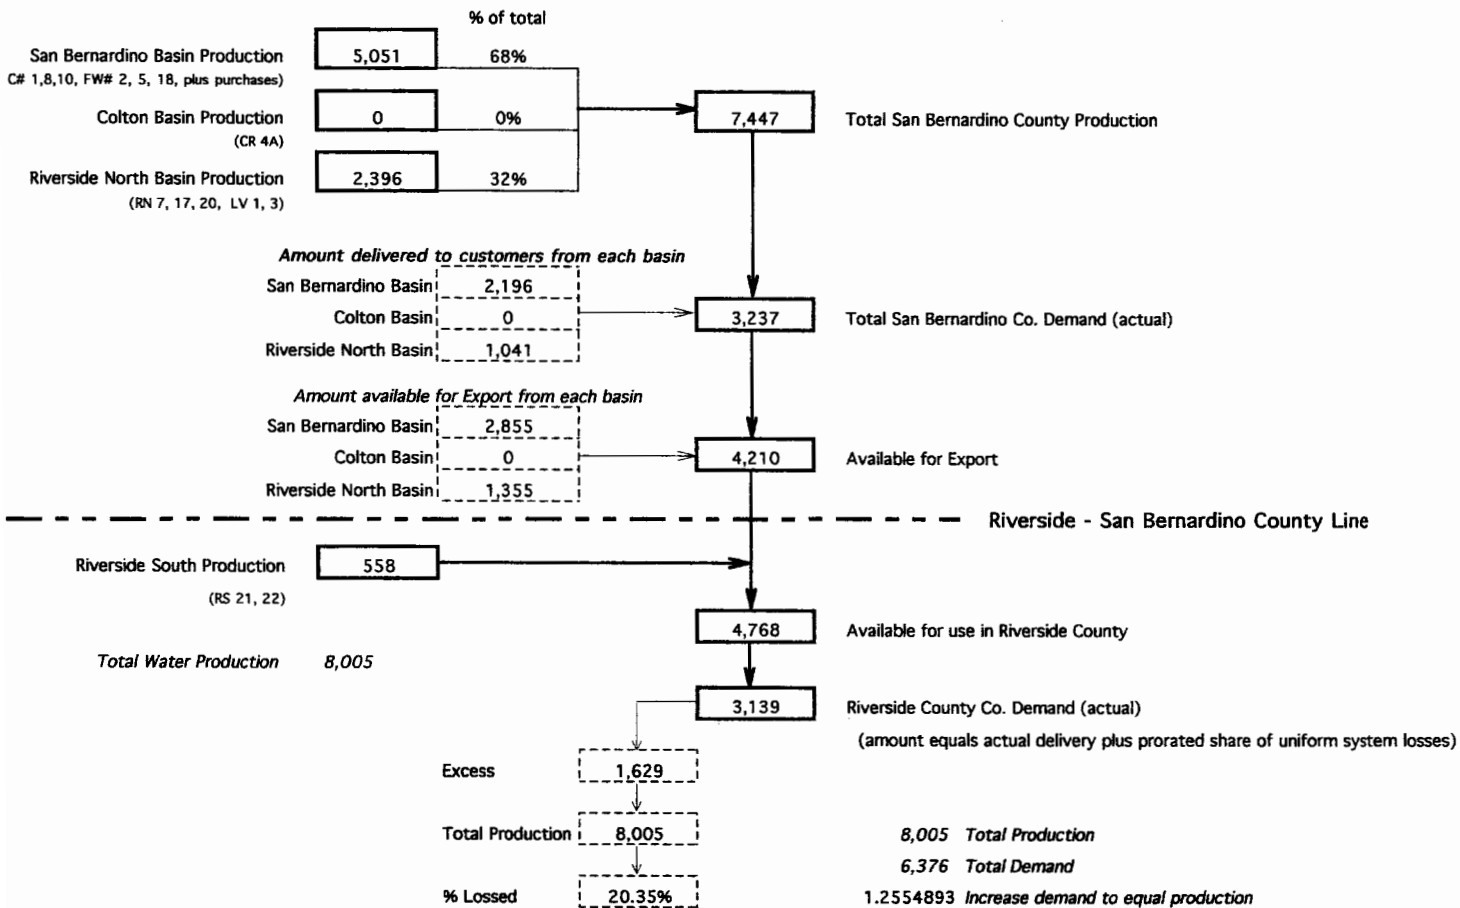 % of total
San Bernardino Basin Production 5,051 68%
C# 1,8,10, FW# 2, 5, 18, plus purchases)
Colton Basin Production 0 0% 7,447 Total San Bernardino County Production
(CR 4A)
Riverside North Basin Production 2,396 32%
(RN 7, 17, 20, LV 1, 3)
Amount delivered to customers from each basin
San Bernardino Basin 2,196
Colton Basin 0 3,237 Total San Bernardino Co. Demand (actual)
Riverside North Basin 1,041
Amount available for Export from each basin
San Bernardino Basin 2,855
Colton Basin 0 4,210 Available for Export
Riverside North Basin 1,355
Riverside - San Bernardino County Line
Riverside South Production 558
(RS 21, 22)
4,768 Available for use in Riverside County
Total Water Production 8,005
3,139 Riverside County Co. Demand (actual)
(amount equals actual delivery plus prorated share of uniform system losses)
Excess 1,629
Total Production 8,005 8,005 Total Production
6,376 Total Demand
% Lossed 20.35% 1.2554893 Increase demand to equal production